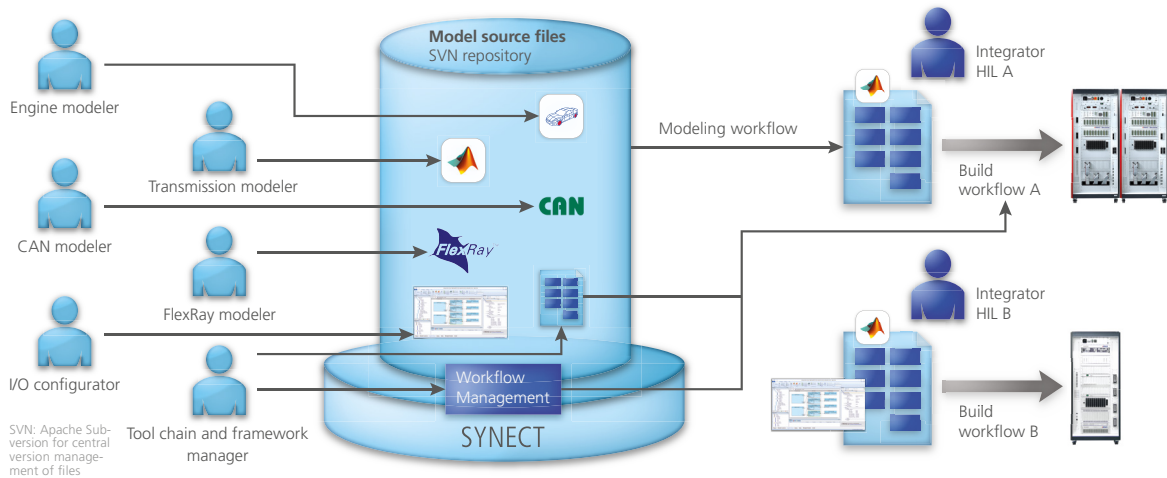 Model source files
SVN repository
Engine modeler
Transmission modeler
CAN modeler
FlexRay modeler
I/O configurator
Tool chain and framework
manager
SVN: Apache Sub-
version for central
version manage-
ment of files
CAN
FlexRay
Workflow
Management
SYNECT
Modeling workflow
Integrator
HIL A
Build
workflow A
Integrator
HIL B
Build
workflow B